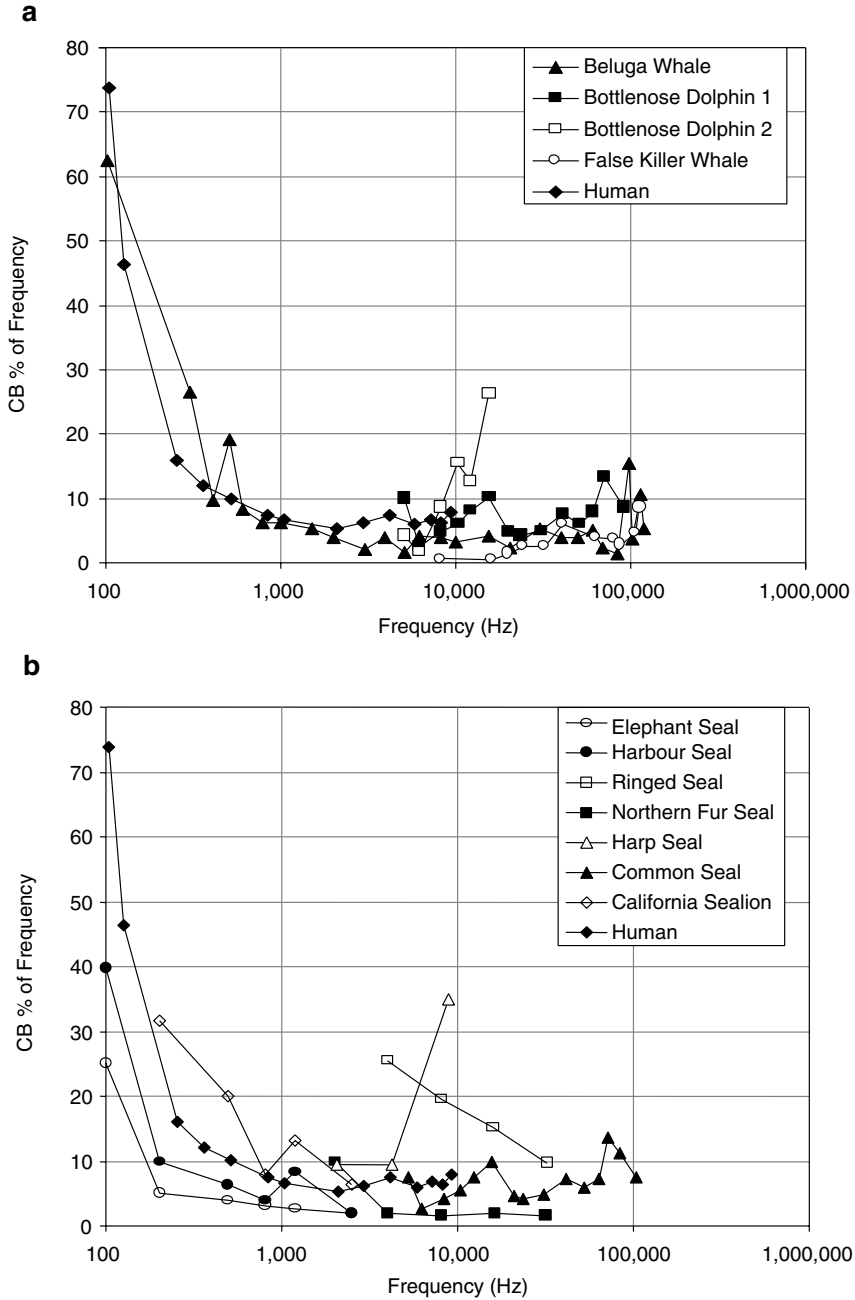 a
80
70
60
50
40
30
20
10
0
CB % of Frequency
Beluga Whale
Bottlenose Dolphin 1
Bottlenose Dolphin 2
False Killer Whale
Human
100 1,000 10,000 100,000 1,000,000
Frequency (Hz)
b
80
70
60
50
40
30
20
10
0
CB % of Frequency
Elephant Seal
Harbour Seal
Ringed Seal
Northern Fur Seal
Harp Seal
Common Seal
California Sealion
Human
100 1,000 10,000 100,000 1,000,000
Frequency (Hz)